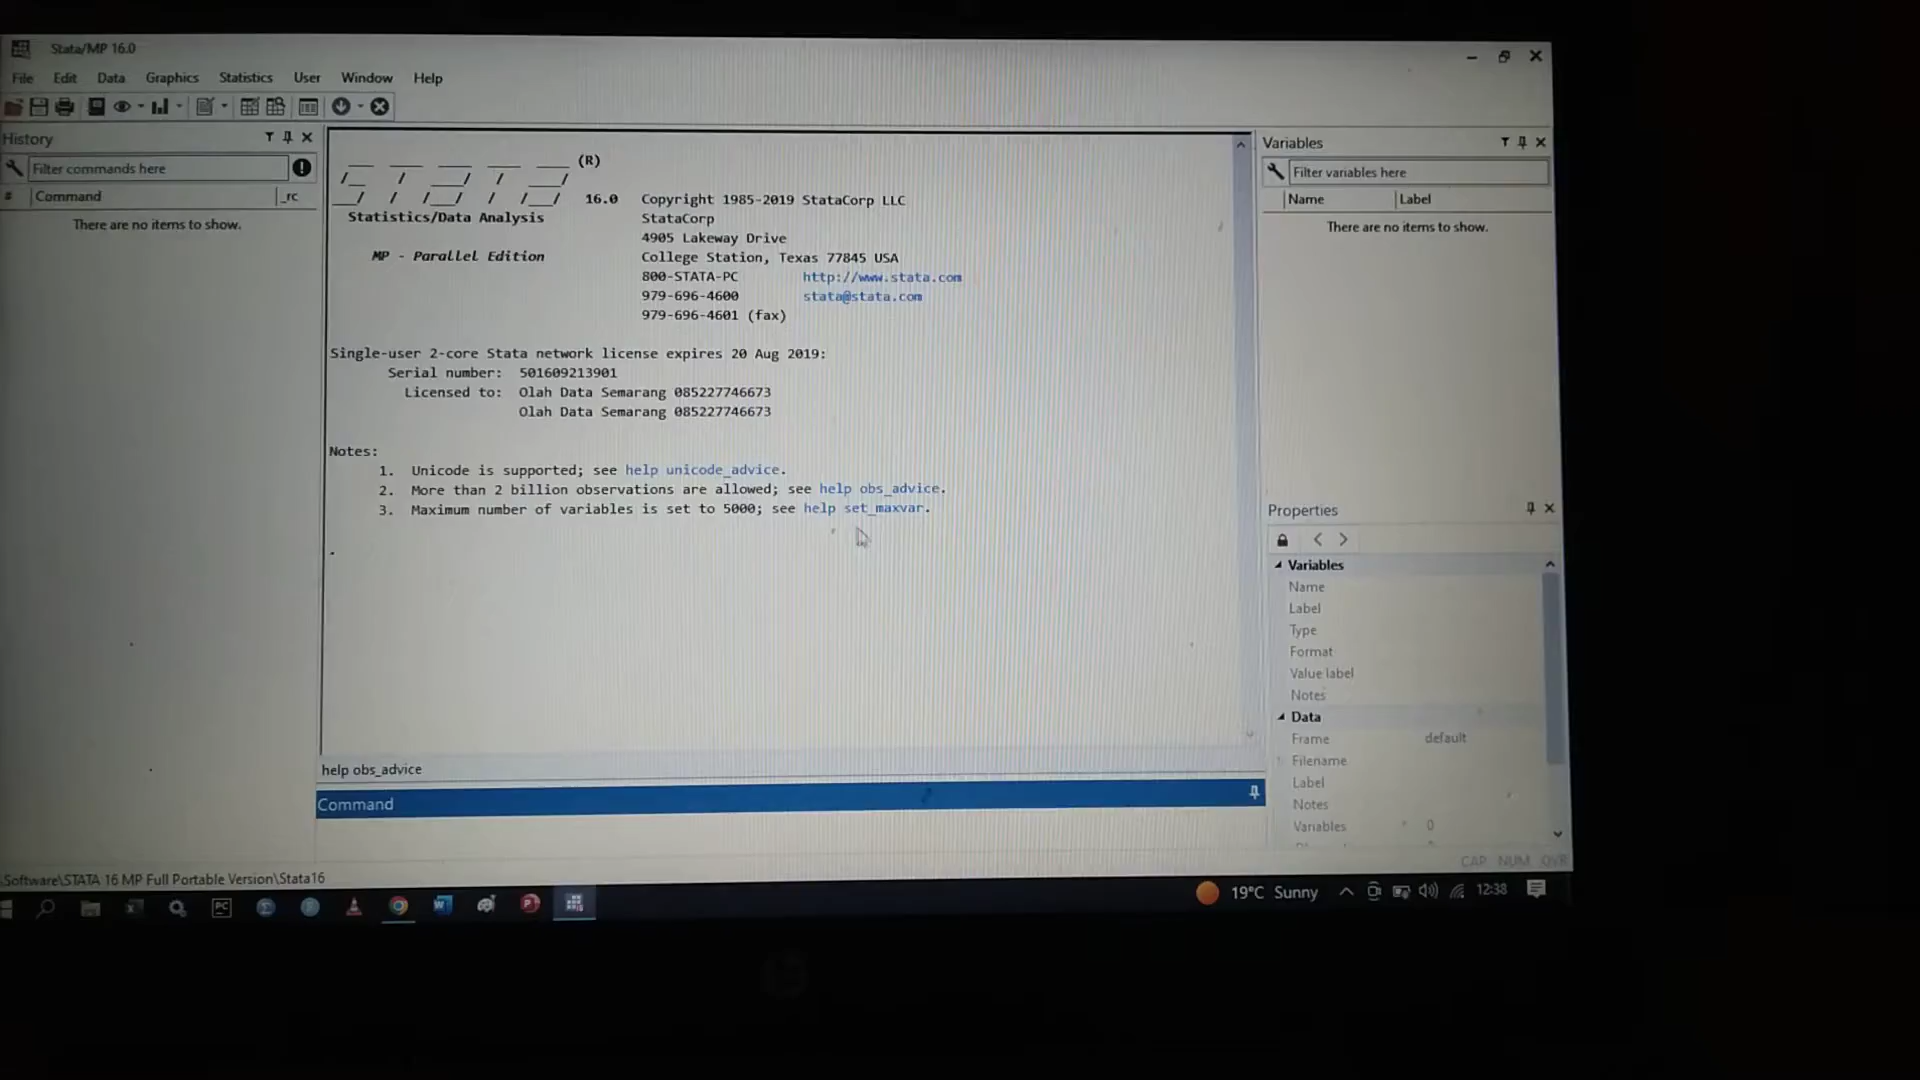 Stata/MP 16.0
File Edit Data Graphics Statistics User Window Help
History
Filter commands here
# Command _rc
There are no items to show.
(R)
STATA
16.0 Copyright 1985-2019 StataCorp LLC
Statistics/Data Analysis StataCorp
4905 Lakeway Drive
MP - Parallel Edition College Station, Texas 77845 USA
800-STATA-PC http://www.stata.com
979-696-4600 stata@stata.com
979-696-4601 (fax)
Single-user 2-core Stata network license expires 20 Aug 2019:
Serial number: 501609213901
Licensed to: Olah Data Semarang 085227746673
Olah Data Semarang 085227746673
Notes:
1. Unicode is supported; see help unicode_advice.
2. More than 2 billion observations are allowed; see help obs_advice.
3. Maximum number of variables is set to 5000; see help set_maxvar.
.
help obs_advice
Command
Variables
Filter variables here
Name Label
There are no items to show.
Properties
Variables
Name
Label
Type
Format
Value label
Notes
Data
Frame default
Filename
Label
Notes
Variables 0
CAP NUM OVR
Software\STATA 16 MP Full Portable Version\Stata16
19°C Sunny 12:38